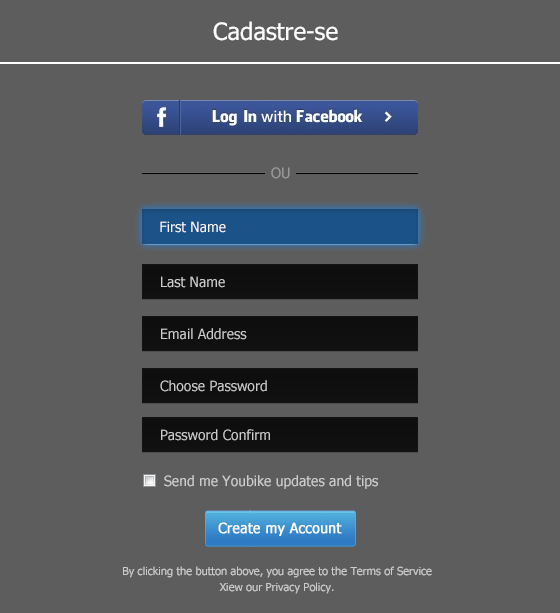 Cadastre-se
f Log In with Facebook
OU
First Name
Last Name
Email Address
Choose Password
Password Confirm
Send me Youbike updates and tips
Create my Account
By clicking the button above, you agree to the Terms of Service
Xiew our Privacy Policy.